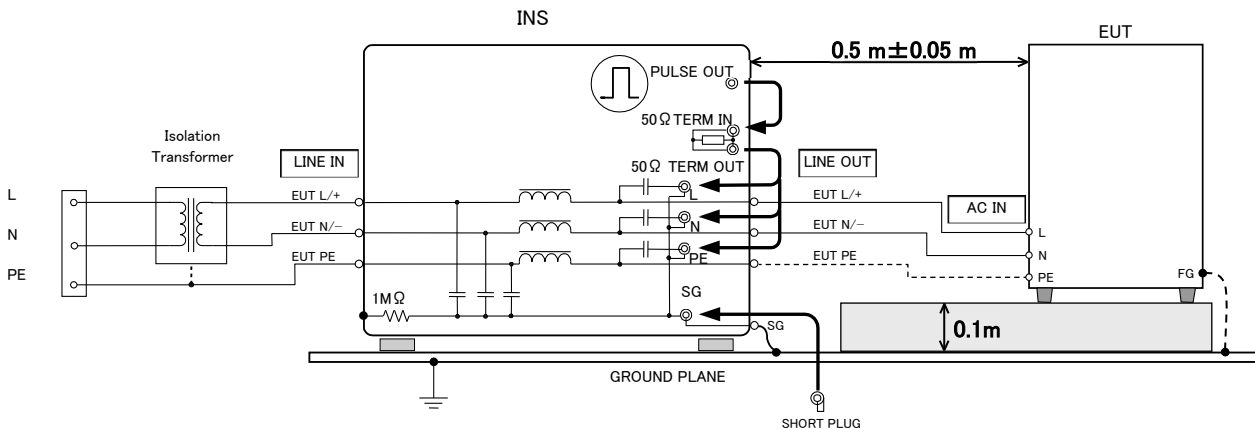 INS
EUT
0.5 m±0.05 m
PULSE OUT
50Ω TERM IN
Isolation
Transformer
LINE IN
50Ω TERM OUT
LINE OUT
L
EUT L/+
L
EUT L/+
AC IN
N
EUT N/-
N
EUT N/-
L
PE
EUT PE
PE
EUT PE
N
PE
FG
1MΩ
SG
SG
0.1m
GROUND PLANE
SHORT PLUG